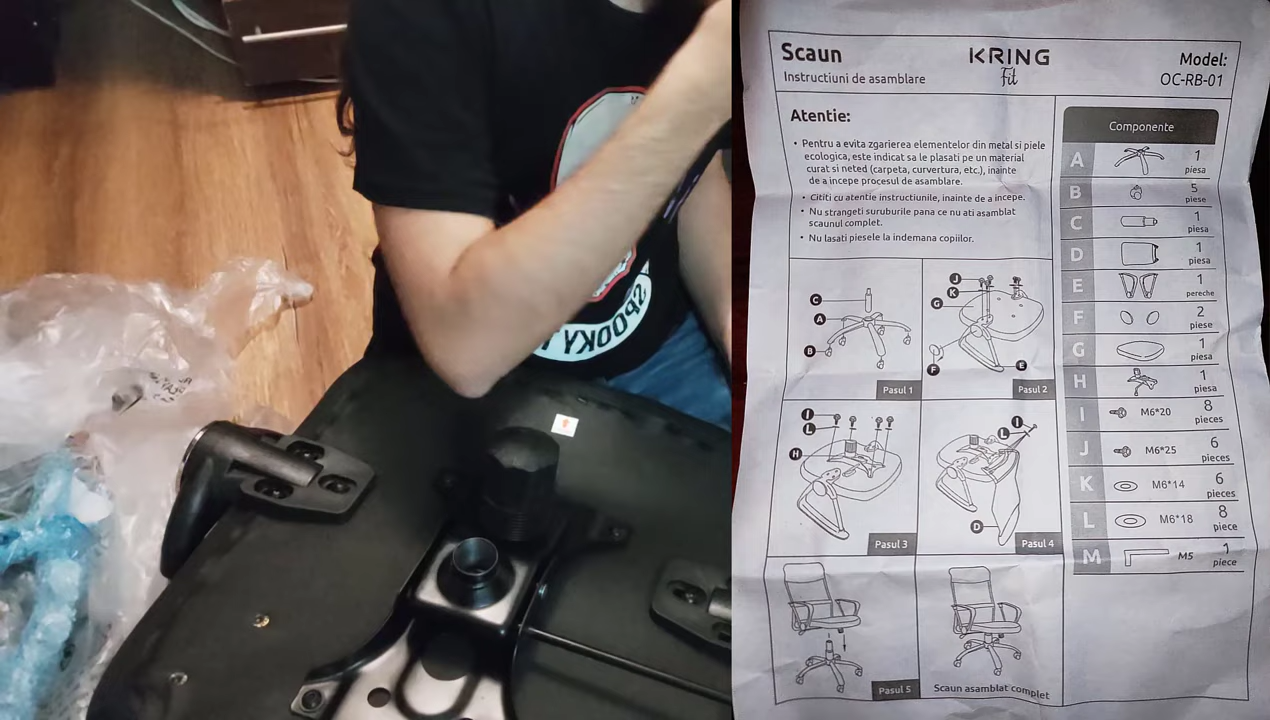 SPOOKY
Scaun
Instructiuni de asamblare
KRING
Fit
Model:
OC-RB-01
Atentie:
• Pentru a evita zgarierea elementelor din metal si piele
ecologica, este indicat sa le plasati pe un material
curat si neted (carpeta, curvertura, etc.), inainte
de a incepe procesul de asamblare.
• Cititi cu atentie instructiunile, inainte de a incepe.
• Nu strangeti suruburile pana ce nu ati asamblat
scaunul complet.
• Nu lasati piesele la indemana copiilor.
C
A
B
Pasul 1
J
K
G
F
E
Pasul 2
I
L
H
Pasul 3
I
L
D
Pasul 4
Pasul 5
Scaun asamblat complet
Componente
A 1
piesa
B 5
piese
C 1
piesa
D 1
piesa
E 1
pereche
F 2
piese
G 1
piesa
H 1
piesa
I M6*20 8
pieces
J M6*25 6
pieces
K M6*14 6
pieces
L M6*18 8
piece
M M5 1
piece